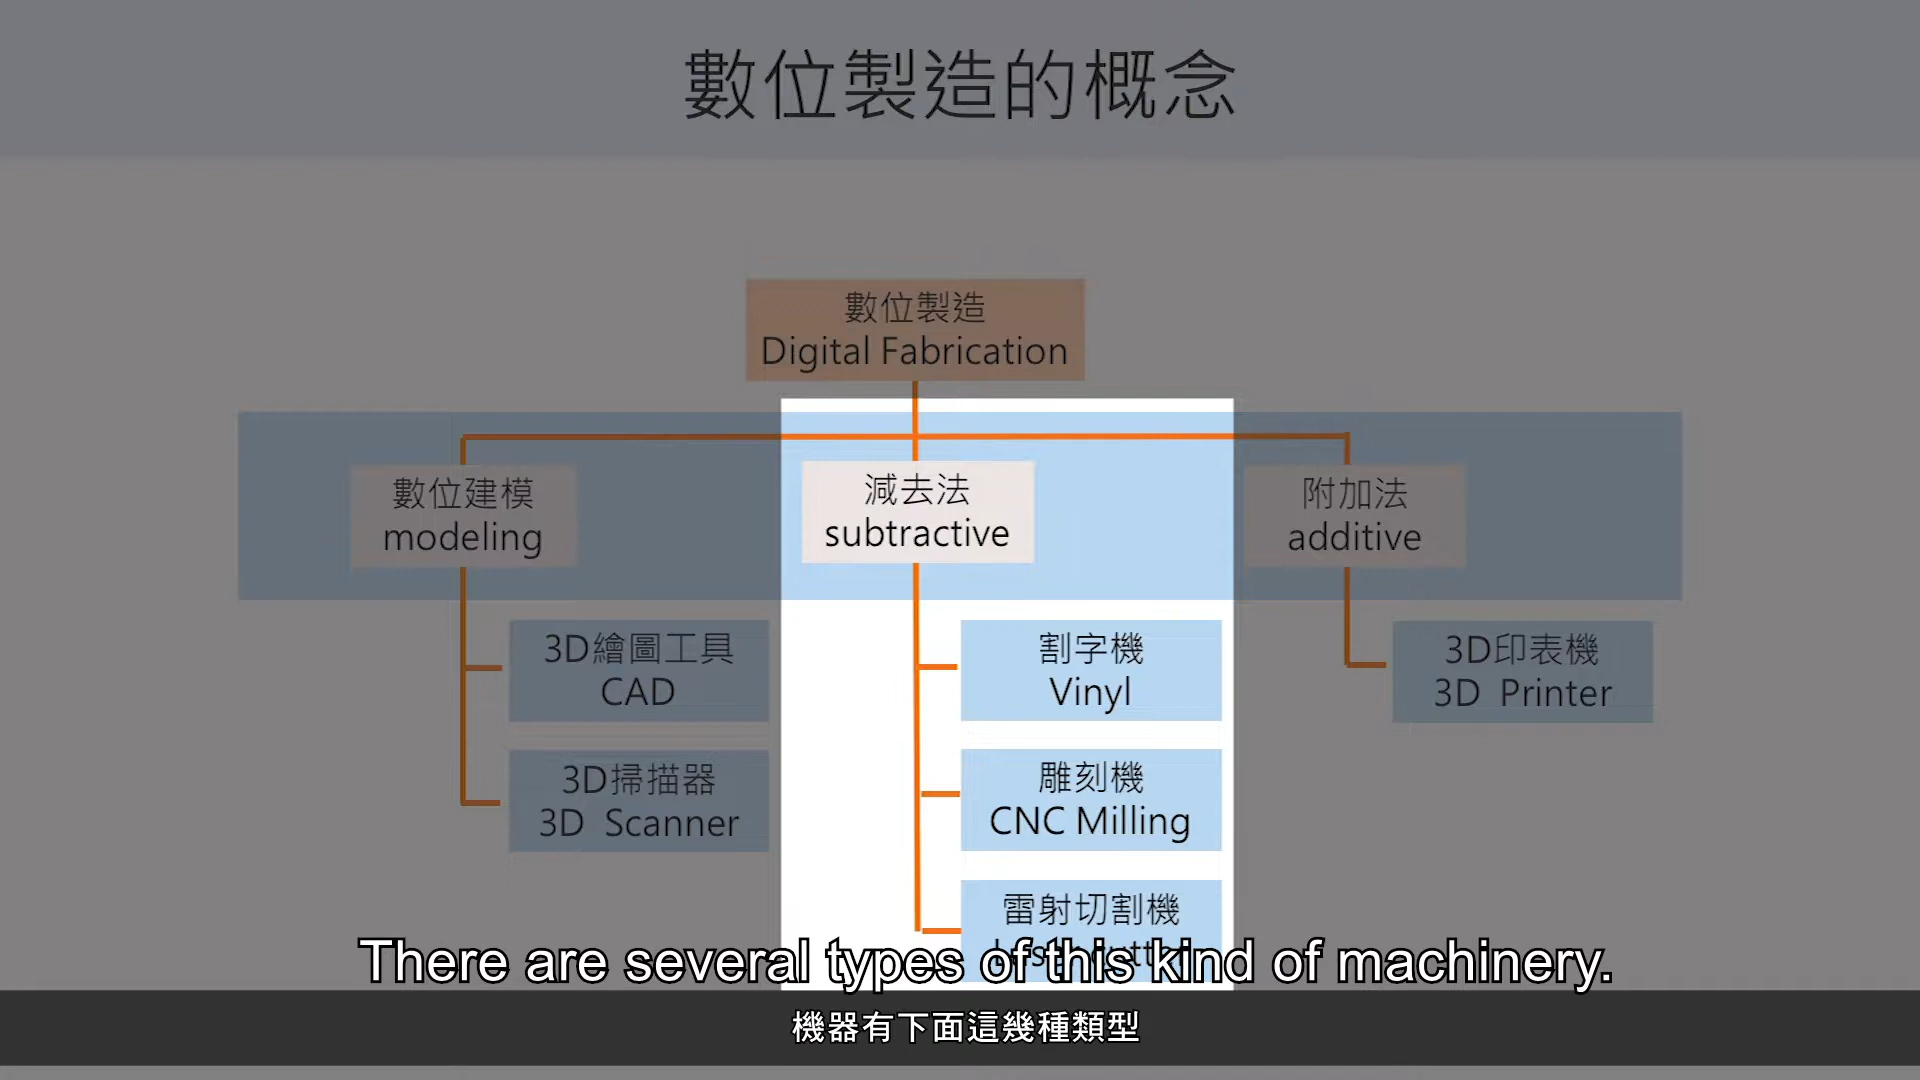 數位製造的概念
數位製造
Digital Fabrication
數位建模
modeling
減去法
subtractive
附加法
additive
3D繪圖工具
CAD
3D掃描器
3D Scanner
割字機
Vinyl
雕刻機
CNC Milling
雷射切割機
3D印表機
3D Printer
There are several types of this kind of machinery.
機器有下面這幾種類型